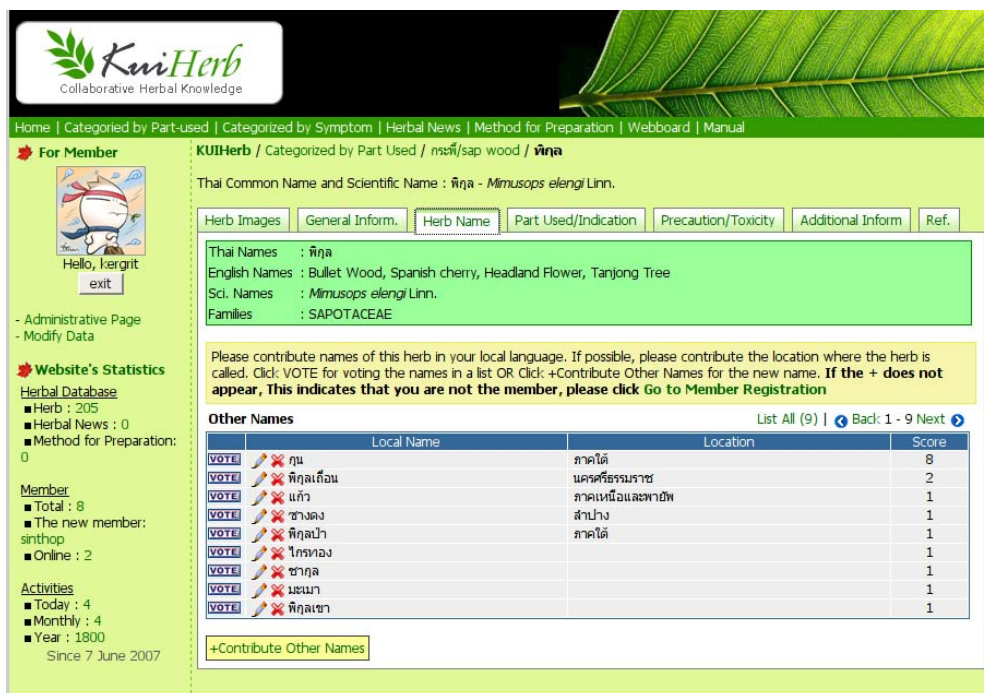 KuiHerb
Collaborative Herbal Knowledge
Home | Categoried by Part-used | Categorized by Symptom | Herbal News | Method for Preparation | Webboard | Manual
For Member
Hello, kergrit
exit
- Administrative Page
- Modify Data
Website's Statistics
Herbal Database
Herb : 205
Herbal News : 0
Method for Preparation:
0
Member
Total : 8
The new member:
sinthop
Online : 2
Activities
Today : 4
Monthly : 4
Year : 1800
Since 7 June 2007
KUIHerb / Categorized by Part Used / กระพี้/sap wood / พิกุล
Thai Common Name and Scientific Name : พิกุล - Mimusops elengi Linn.
Herb Images General Inform. Herb Name Part Used/Indication Precaution/Toxicity Additional Inform Ref.
Thai Names : พิกุล
English Names : Bullet Wood, Spanish cherry, Headland Flower, Tanjong Tree
Sci. Names : Mimusops elengi Linn.
Families : SAPOTACEAE
Please contribute names of this herb in your local language. If possible, please contribute the location where the herb is
called. Click VOTE for voting the names in a list OR Click +Contribute Other Names for the new name. If the + does not
appear, This indicates that you are not the member, please click Go to Member Registration
Other Names List All (9) | Back 1 - 9 Next
Local Name Location Score
VOTE กุน ภาคใต้ 8
VOTE พิกุลเถื่อน นครศรีธรรมราช 2
VOTE แก้ว ภาคเหนือและพายัพ 1
VOTE ซางดง ลำปาง 1
VOTE พิกุลป่า ภาคใต้ 1
VOTE ไกรทอง 1
VOTE ซากุล 1
VOTE มะเมา 1
VOTE พิกุลเขา 1
+Contribute Other Names